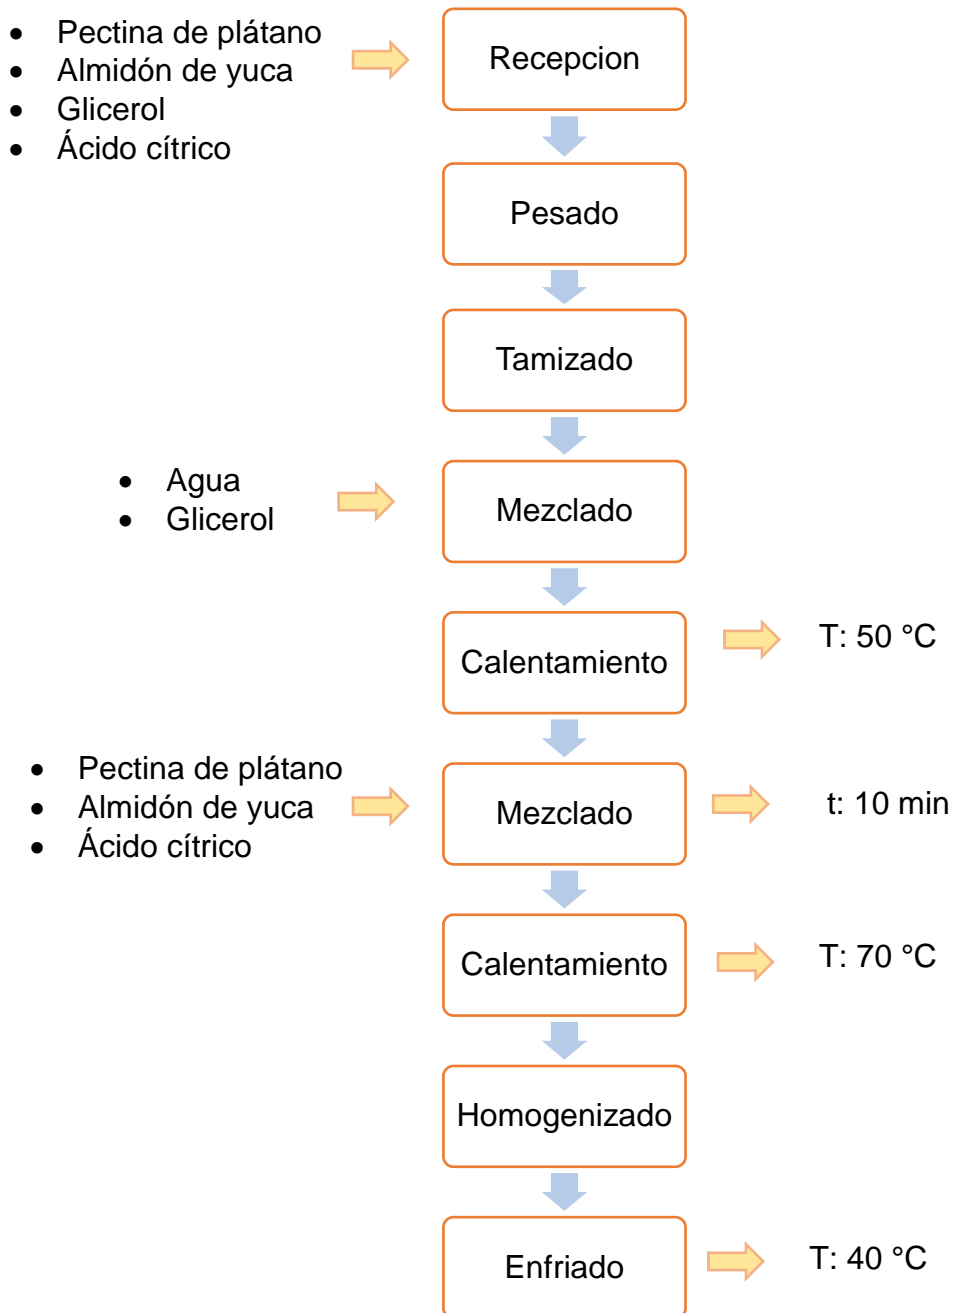 • Pectina de plátano
• Almidón de yuca
• Glicerol
• Ácido cítrico
Recepcion
Pesado
Tamizado
• Agua
• Glicerol
Mezclado
Calentamiento
T: 50 °C
• Pectina de plátano
• Almidón de yuca
• Ácido cítrico
Mezclado
t: 10 min
Calentamiento
T: 70 °C
Homogenizado
Enfriado
T: 40 °C